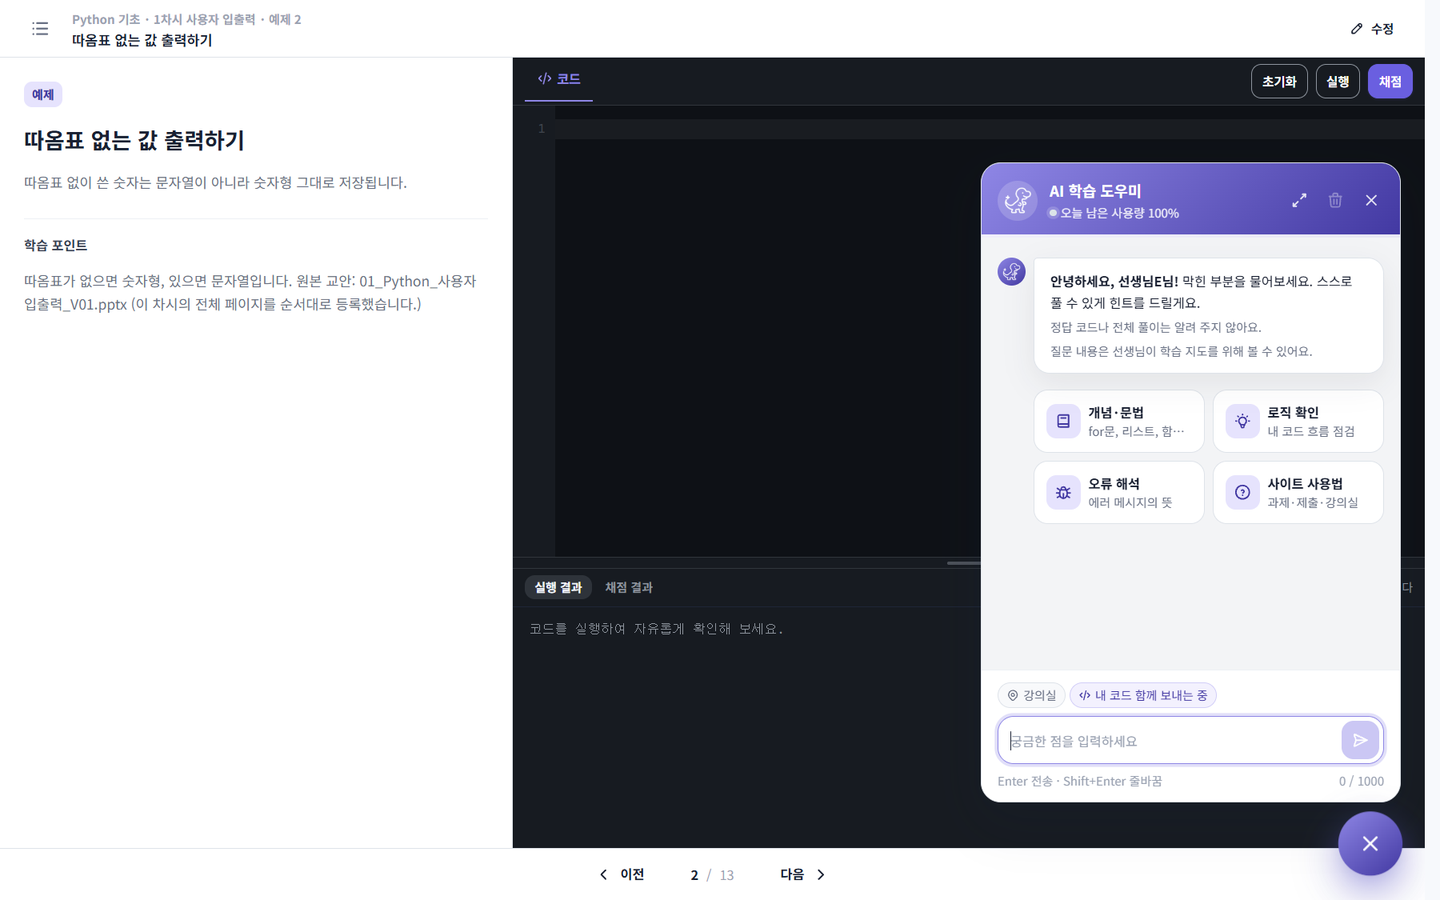 Python 기초 · 1차시 사용자 입출력 · 예제 2
따옴표 없는 값 출력하기
수정
예제
따옴표 없는 값 출력하기
따옴표 없이 쓴 숫자는 문자열이 아니라 숫자형 그대로 저장됩니다.
학습 포인트
따옴표가 없으면 숫자형, 있으면 문자열입니다. 원본 교안: 01_Python_사용자
입출력_V01.pptx (이 차시의 전체 페이지를 순서대로 등록했습니다.)
</> 코드
초기화
실행
채점
1
AI 학습 도우미
오늘 남은 사용량 100%
안녕하세요, 선생님E님! 막힌 부분을 물어보세요. 스스로
풀 수 있게 힌트를 드릴게요.
정답 코드나 전체 풀이는 알려 주지 않아요.
질문 내용은 선생님이 학습 지도를 위해 볼 수 있어요.
개념·문법
for문, 리스트, 함…
로직 확인
내 코드 흐름 점검
오류 해석
에러 메시지의 뜻
사이트 사용법
과제·제출·강의실
실행 결과
채점 결과
다
코드를 실행하여 자유롭게 확인해 보세요.
강의실
</> 내 코드 함께 보내는 중
궁금한 점을 입력하세요
Enter 전송 · Shift+Enter 줄바꿈
0 / 1000
이전
2 / 13
다음